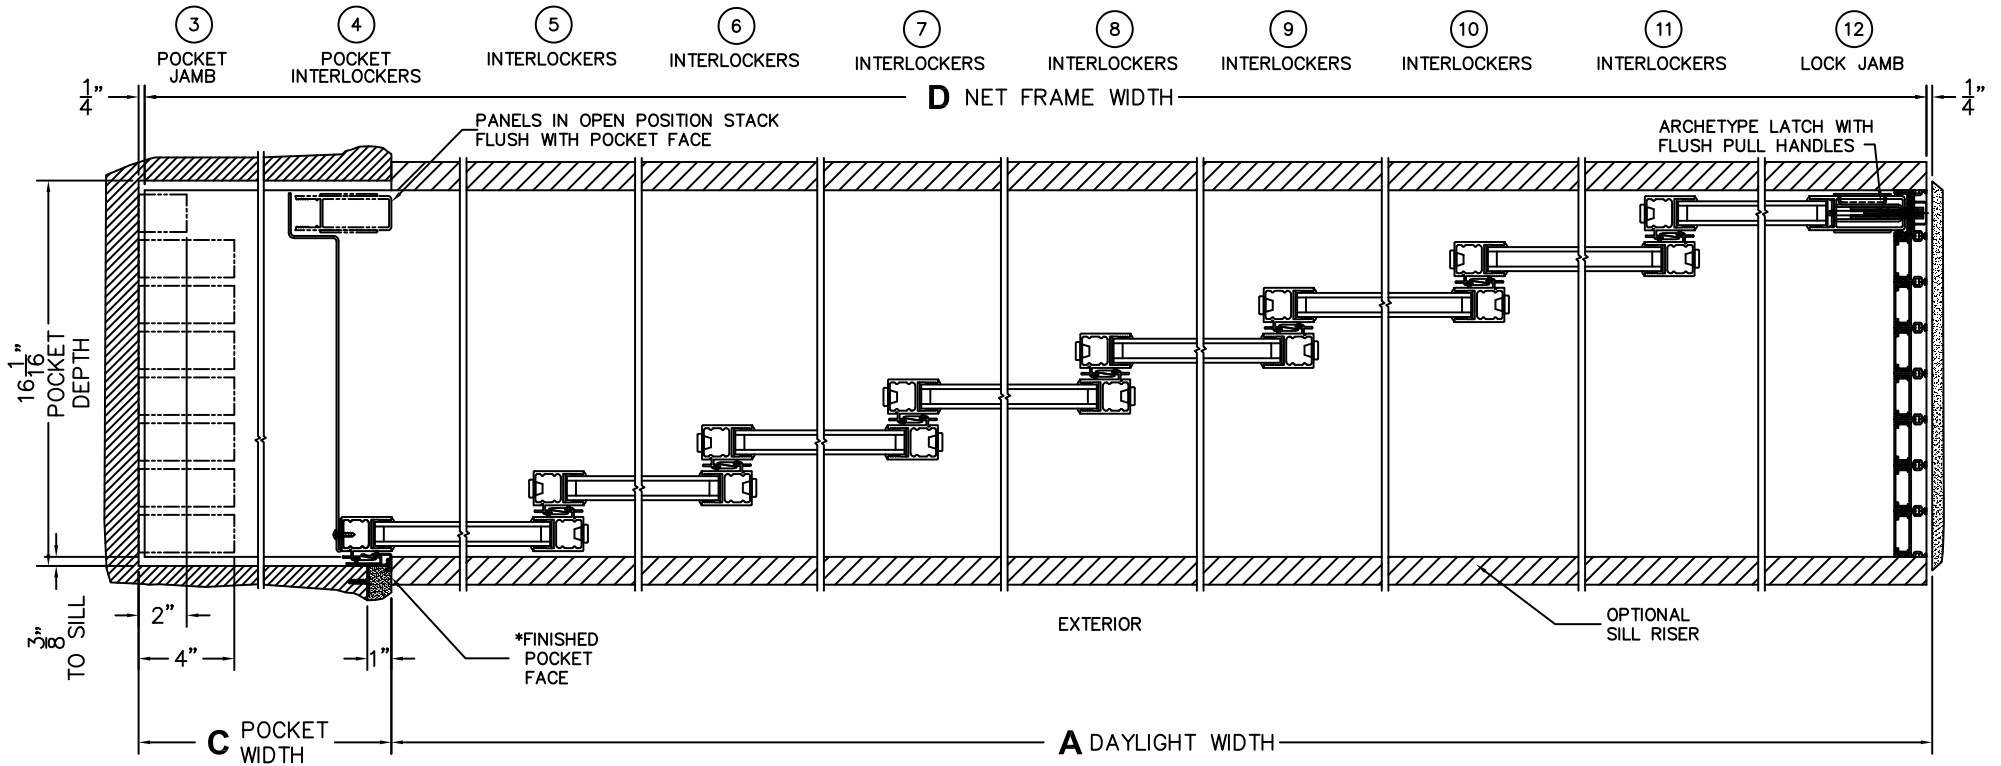 3
POCKET
JAMB
4
POCKET
INTERLOCKERS
5
INTERLOCKERS
6
INTERLOCKERS
7
INTERLOCKERS
8
INTERLOCKERS
9
INTERLOCKERS
10
INTERLOCKERS
11
INTERLOCKERS
12
LOCK JAMB
1/4"
D NET FRAME WIDTH
1/4"
PANELS IN OPEN POSITION STACK
FLUSH WITH POCKET FACE
ARCHETYPE LATCH WITH
FLUSH PULL HANDLES
16 1/16"
POCKET
DEPTH
3/8"
TO SILL
2"
4"
1"
*FINISHED
POCKET
FACE
EXTERIOR
OPTIONAL
SILL RISER
C POCKET
WIDTH
A DAYLIGHT WIDTH